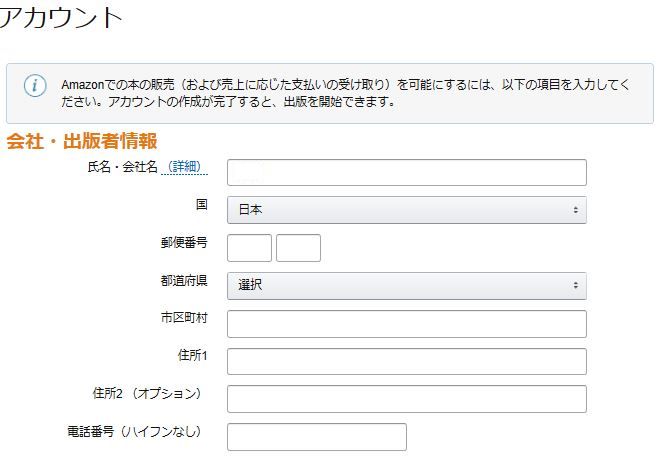 アカウント
Amazonでの本の販売（および売上に応じた支払いの受け取り）を可能にするには、以下の項目を入力してく
ださい。アカウントの作成が完了すると、出版を開始できます。
会社・出版者情報
氏名・会社名 （詳細）
国 日本
郵便番号
都道府県 選択
市区町村
住所1
住所2 （オプション）
電話番号（ハイフンなし）